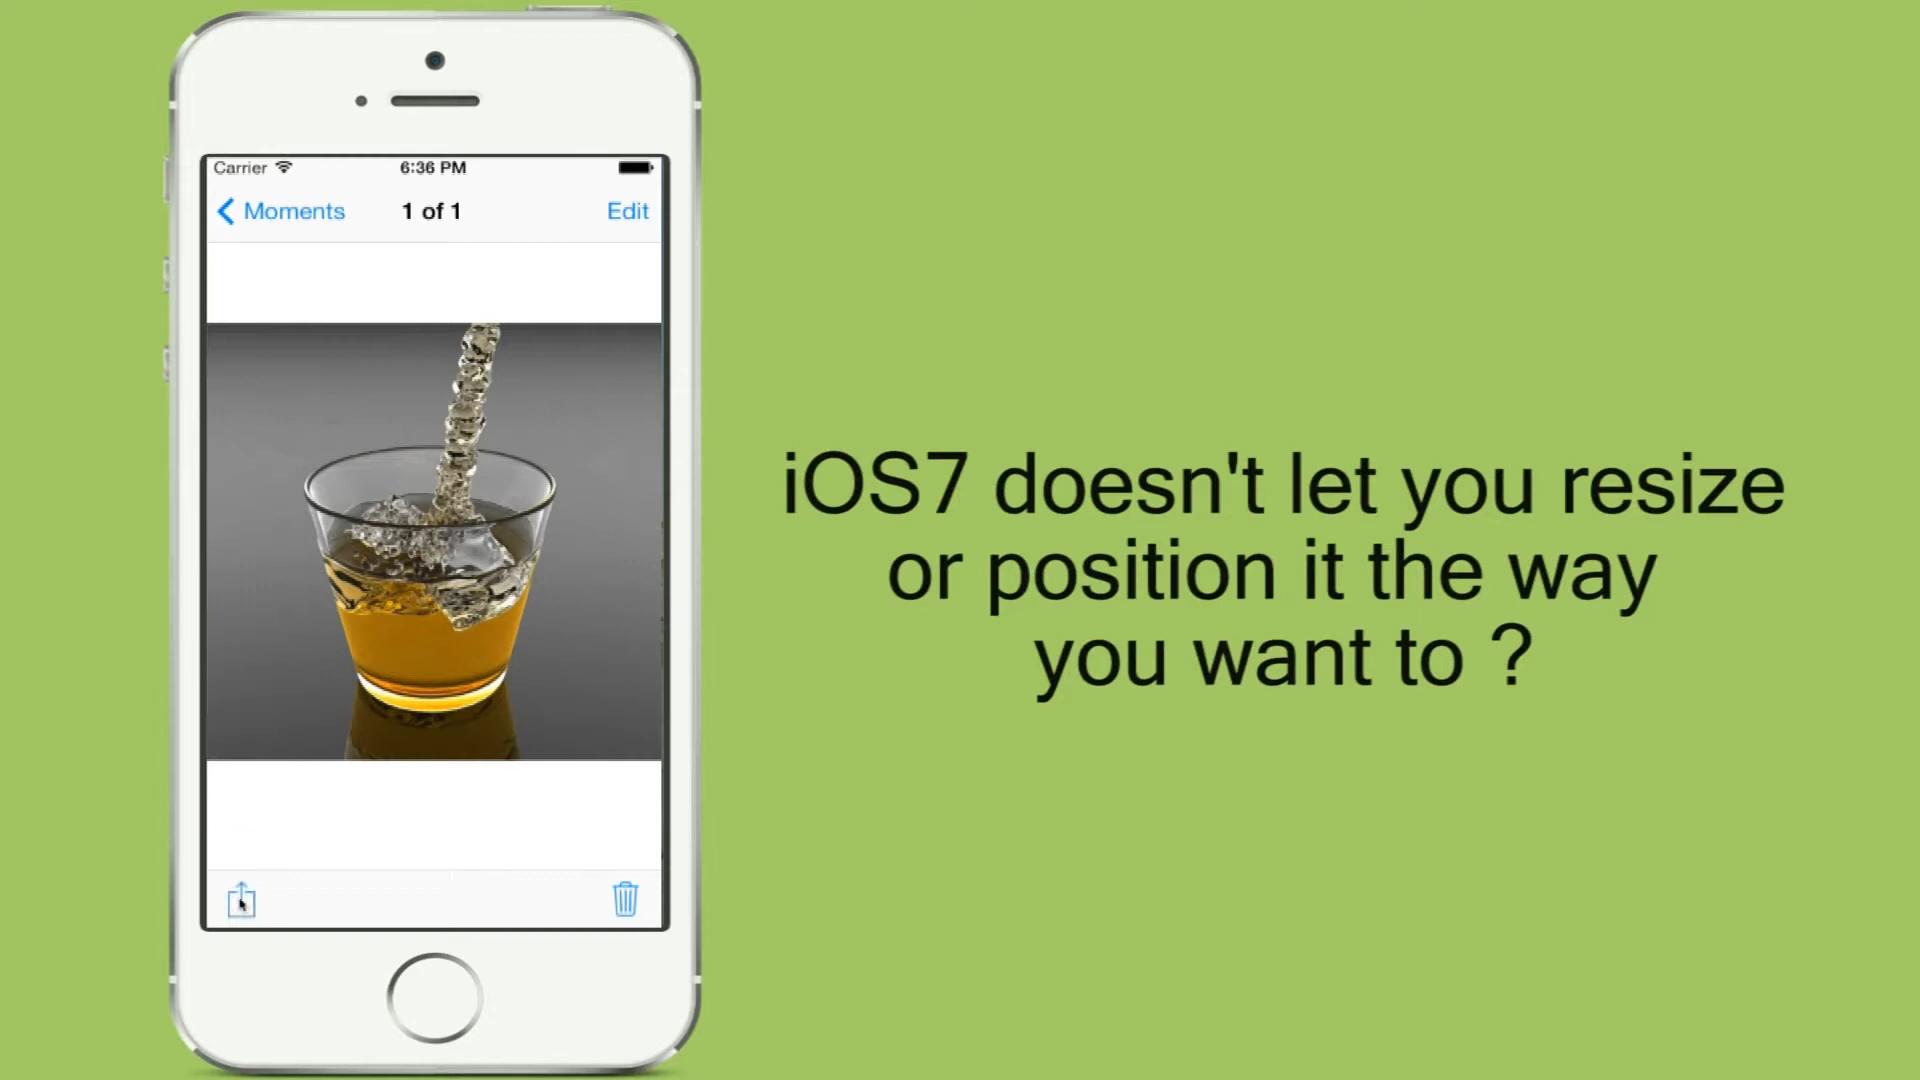 Carrier
6:36 PM
Moments
1 of 1
Edit
iOS7 doesn't let you resize
or position it the way
you want to ?